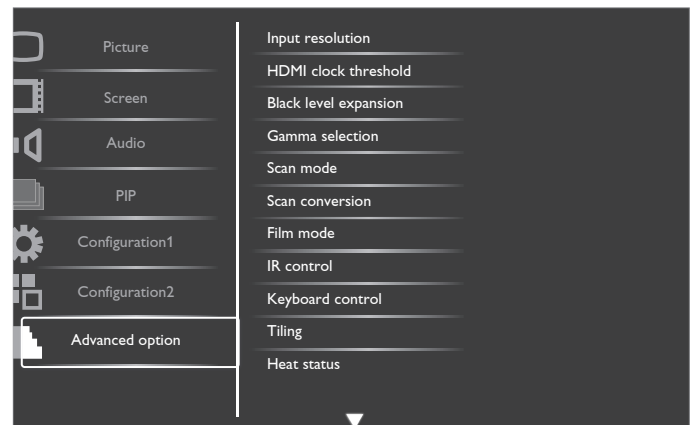 Picture
Screen
Audio
PIP
Configuration1
Configuration2
Advanced option
Input resolution
HDMI clock threshold
Black level expansion
Gamma selection
Scan mode
Scan conversion
Film mode
IR control
Keyboard control
Tiling
Heat status